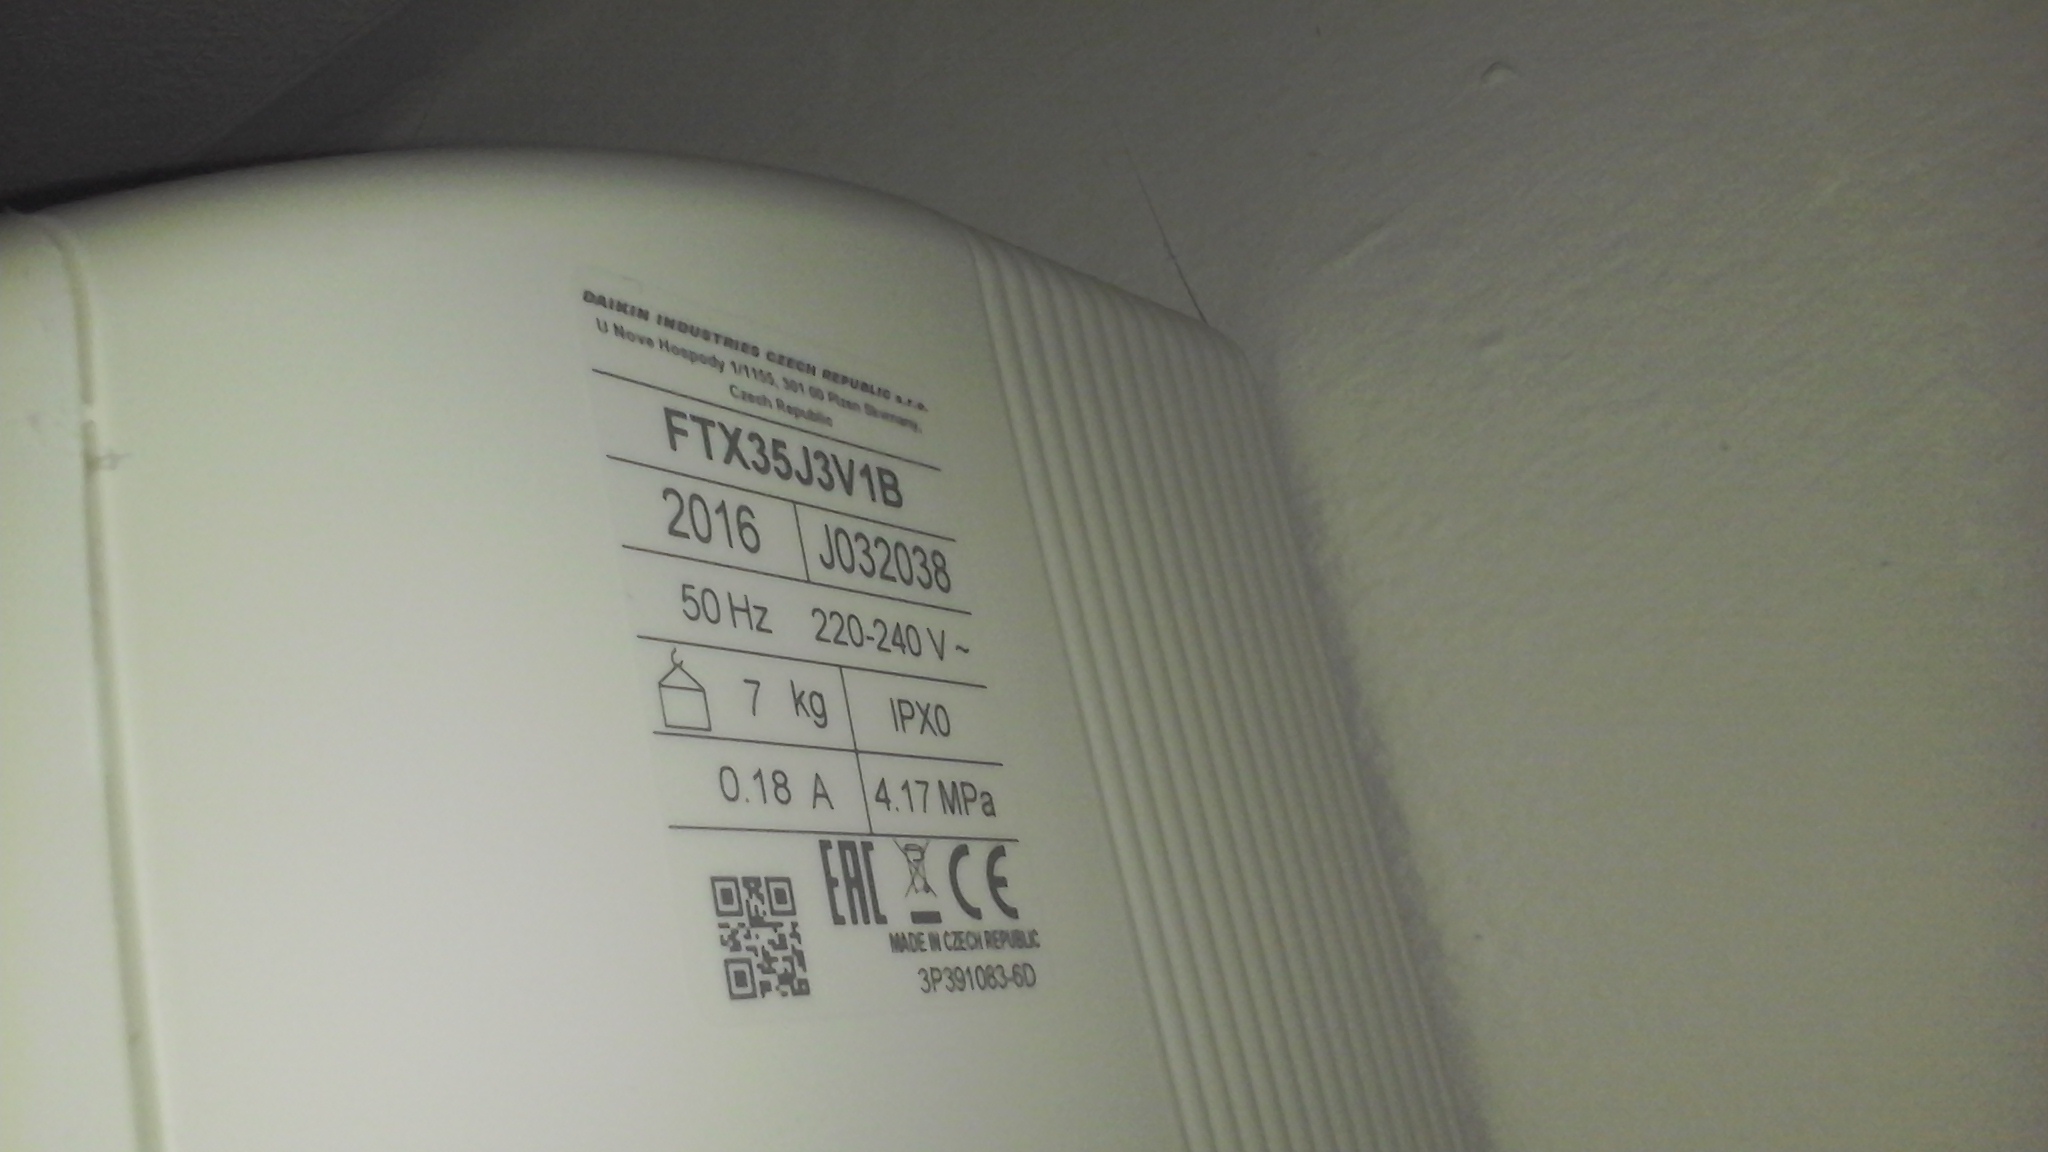 DAIKIN INDUSTRIES CZECH REPUBLIC s.r.o.
U Nove Hospody 1/1155, 301 00 Plzen Skvrnany,
Czech Republic
FTX35J3V1B
2016 J032038
50 Hz 220-240 V ~
7 kg IPX0
0.18 A 4.17 MPa
EAC CE
MADE IN CZECH REPUBLIC
3P391083-6D